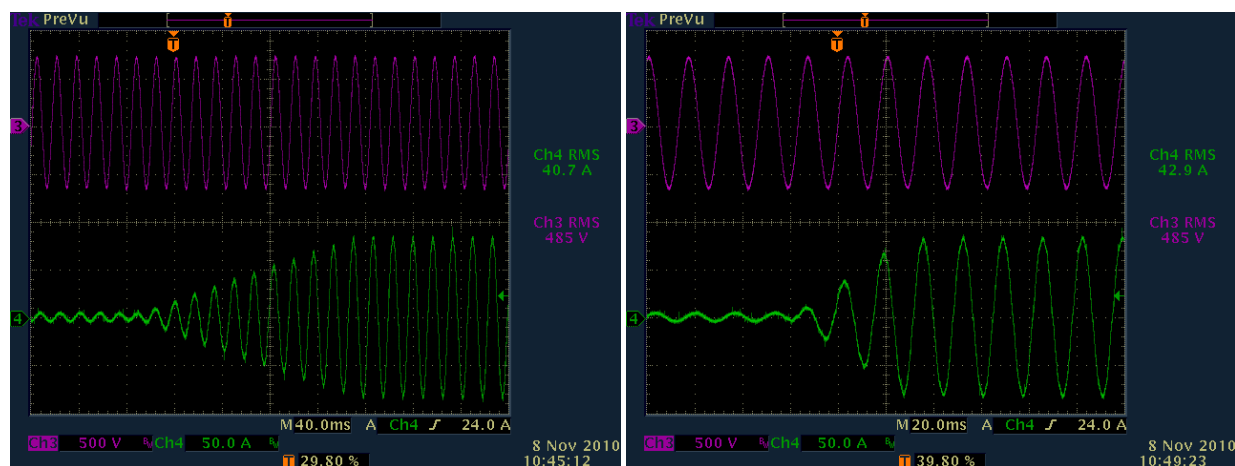 Tek PreVu
T
T
3
Ch4 RMS
40.7 A
Ch3 RMS
485 V
4
M 40.0ms A Ch4 24.0 A
Ch3 500 V Ch4 50.0 A
8 Nov 2010
T 29.80 % 10:45:12
Tek PreVu
T
T
3
Ch4 RMS
42.9 A
Ch3 RMS
485 V
4
M 20.0ms A Ch4 24.0 A
Ch3 500 V Ch4 50.0 A
8 Nov 2010
T 39.80 % 10:49:23